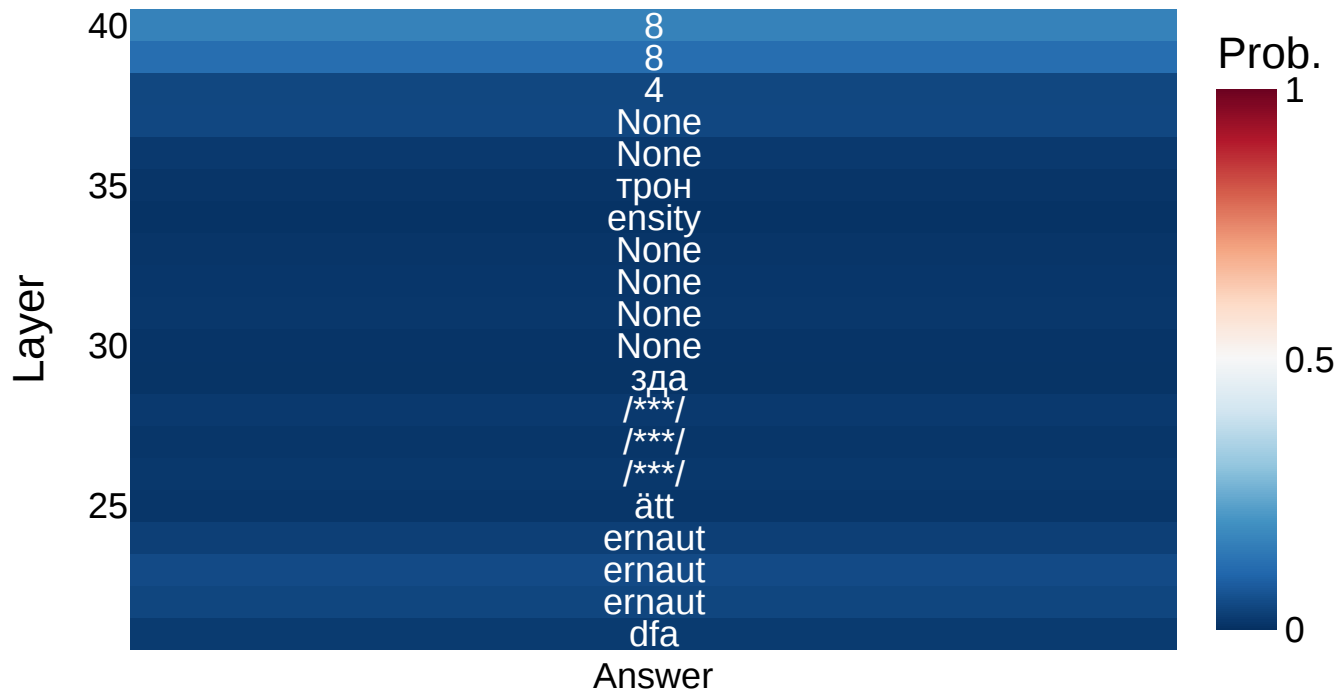 40
8
8
4
None
None
35
трон
ensity
None
None
None
30
None
зда
/***/
/***/
/***/
25
ätt
ernaut
ernaut
ernaut
dfa
Layer
Answer
Prob.
1
0.5
0